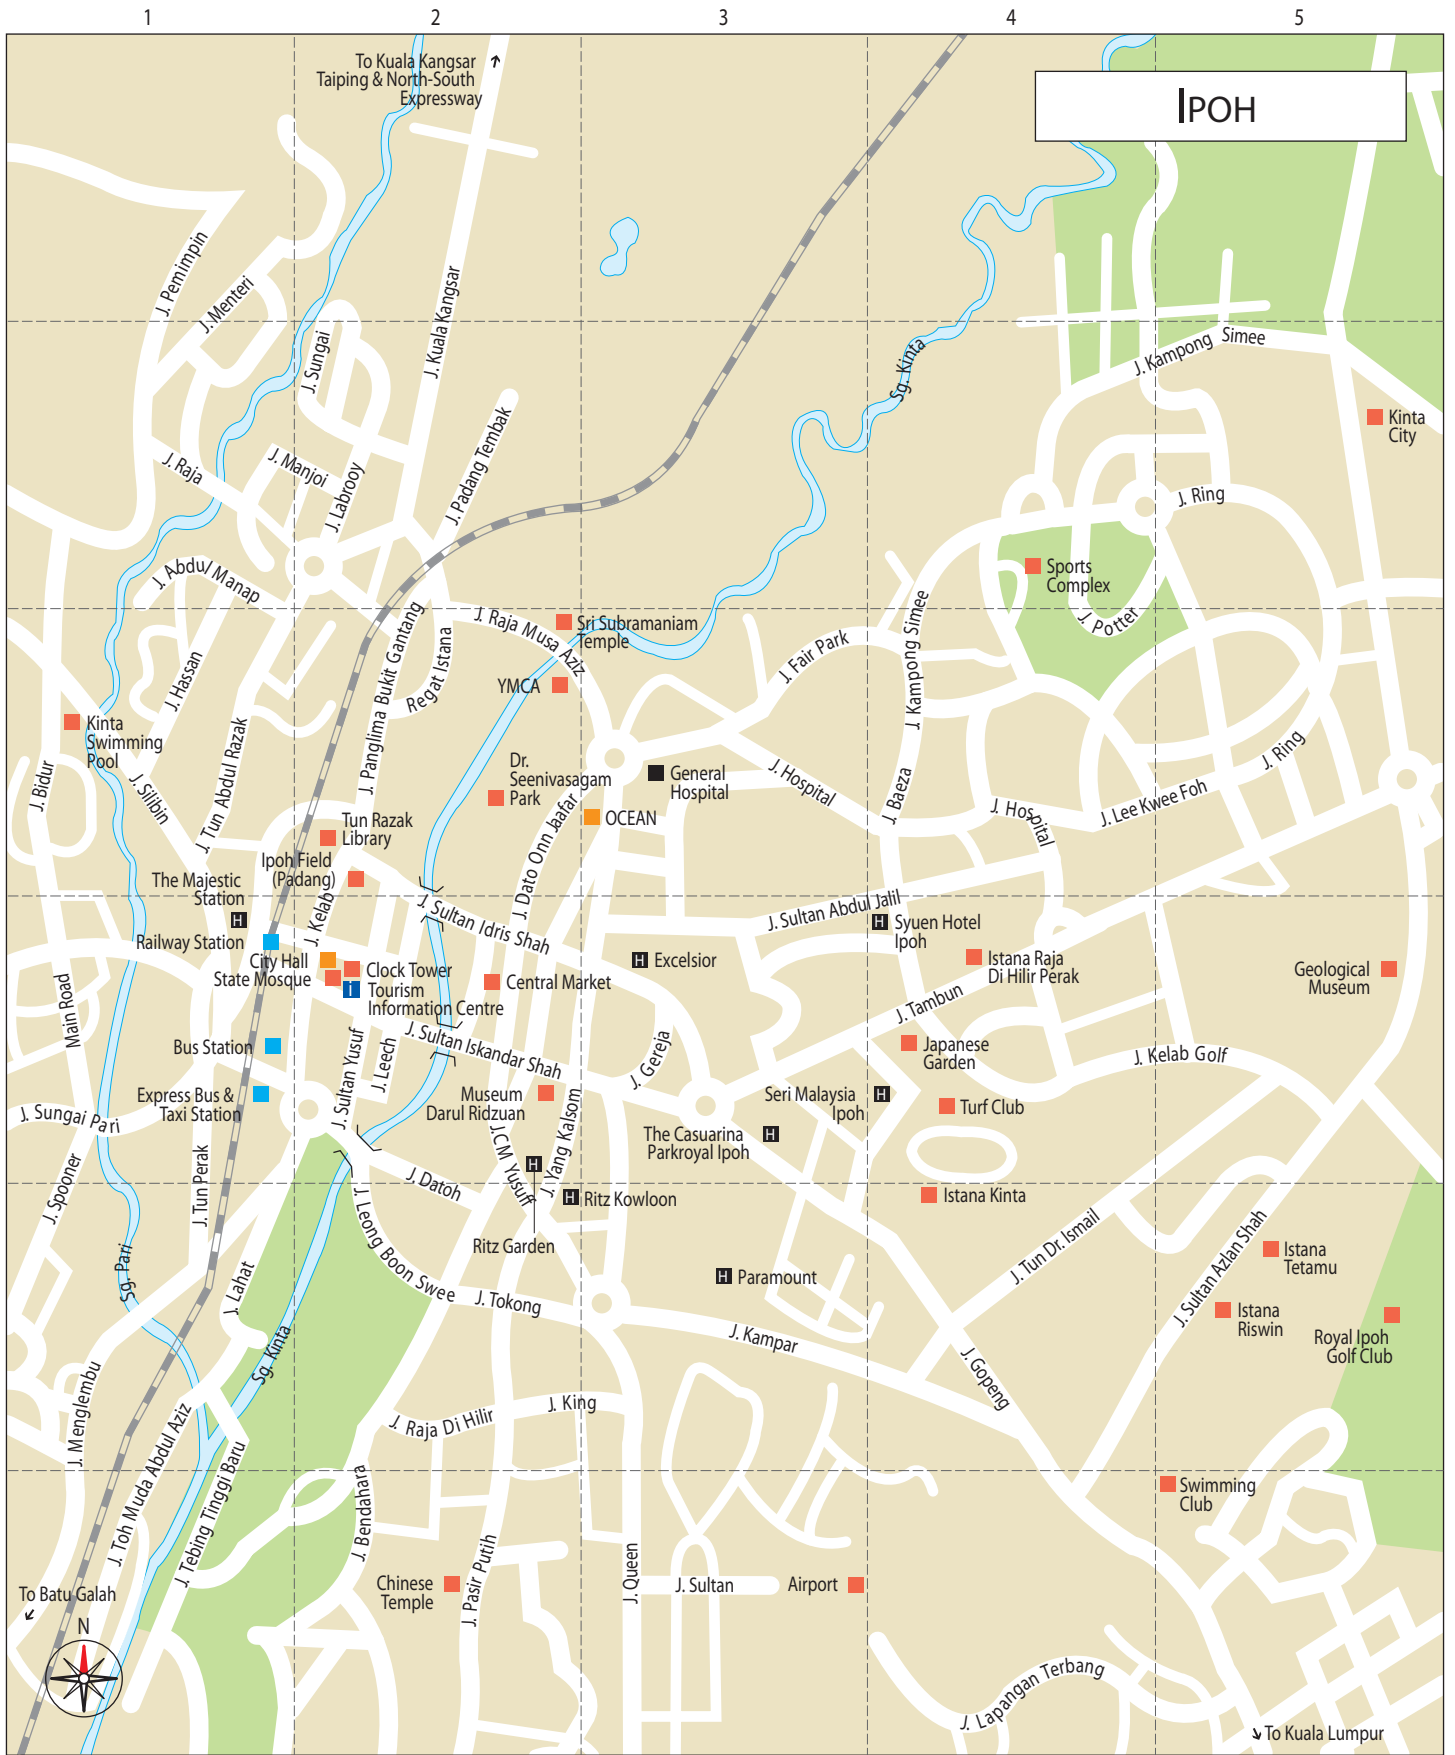 1
2
3
4
5
IPOH
To Kuala Kangsar
Taiping & North-South
Expressway
J. Pemimpin
J. Menteri
J. Sungai
J. Kuala Kangsar
Sg. Kinta
J. Kampong Simee
Kinta
City
J. Raja
J. Manjoi
J. Labrooy
J. Padang Tembak
J. Ring
J. Abdul Manap
Sports
Complex
J. Potter
J. Hassan
J. Panglima Bukit Gantang
Regat Istana
J. Raja Musa Aziz
Sri Subramaniam
Temple
YMCA
J. Fair Park
J. Kampong Simee
Kinta
Swimming
Pool
J. Bidur
J. Silibin
J. Tun Abdul Razak
Dr.
Seenivasagam
Park
General
Hospital
OCEAN
J. Hospital
J. Baeza
J. Hospital
J. Lee Kwee Foh
J. Ring
Tun Razak
Library
Ipoh Field
(Padang)
J. Dato Onn Jaafar
The Majestic
Station
H
J. Kelab
J. Sultan Idris Shah
J. Sultan Abdul Jalil
H
Syuen Hotel
Ipoh
Railway Station
City Hall
State Mosque
Clock Tower
i
Tourism
Information Centre
Central Market
H
Excelsior
Istana Raja
Di Hilir Perak
Geological
Museum
Main Road
Bus Station
J. Sultan Yusuf
J. Leech
J. Sultan Iskandar Shah
J. Gereja
J. Tambun
Japanese
Garden
J. Kelab Golf
Express Bus &
Taxi Station
J. Sungai Pari
Museum
Darul Ridzuan
Seri Malaysia
Ipoh
H
Turf Club
The Casuarina
Parkroyal Ipoh
H
J. Spooner
J. Tun Perak
J. Datoh
J.CM Yusuff
J. Yang Kalsom
H
H
Ritz Kowloon
Istana Kinta
Ritz Garden
J. Leong Boon Swee
J. Tun Dr. Ismail
J. Sultan Azlan Shah
Istana
Tetamu
Sg. Pari
J. Lahat
H
Paramount
J. Tokong
J. Kampar
Istana
Riswin
Royal Ipoh
Golf Club
Sg. Kinta
J. Gopeng
J. Menglembu
J. Raja Di Hilir
J. King
J. Toh Muda Abdul Aziz
J. Tebing Tinggi Baru
J. Bendahara
Swimming
Club
J. Pasir Putih
J. Queen
Chinese
Temple
J. Sultan
Airport
To Batu Galah
N
J. Lapangan Terbang
To Kuala Lumpur